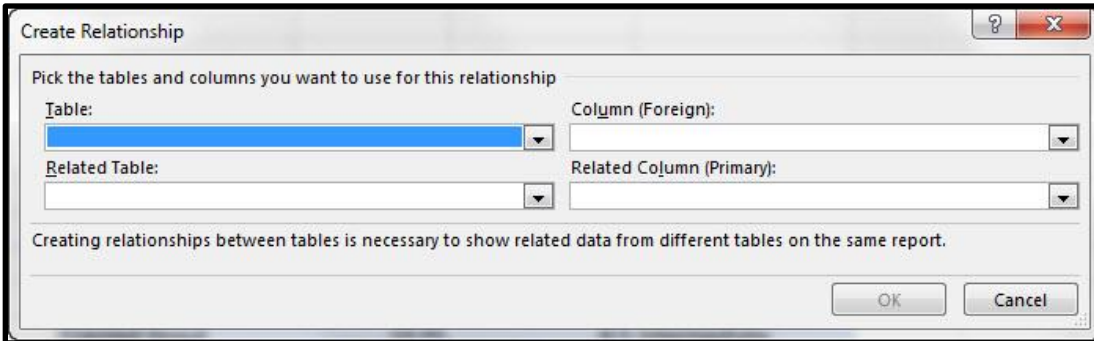 Create Relationship
?
Pick the tables and columns you want to use for this relationship
Table:
Column (Foreign):
Related Table:
Related Column (Primary):
Creating relationships between tables is necessary to show related data from different tables on the same report.
OK
Cancel